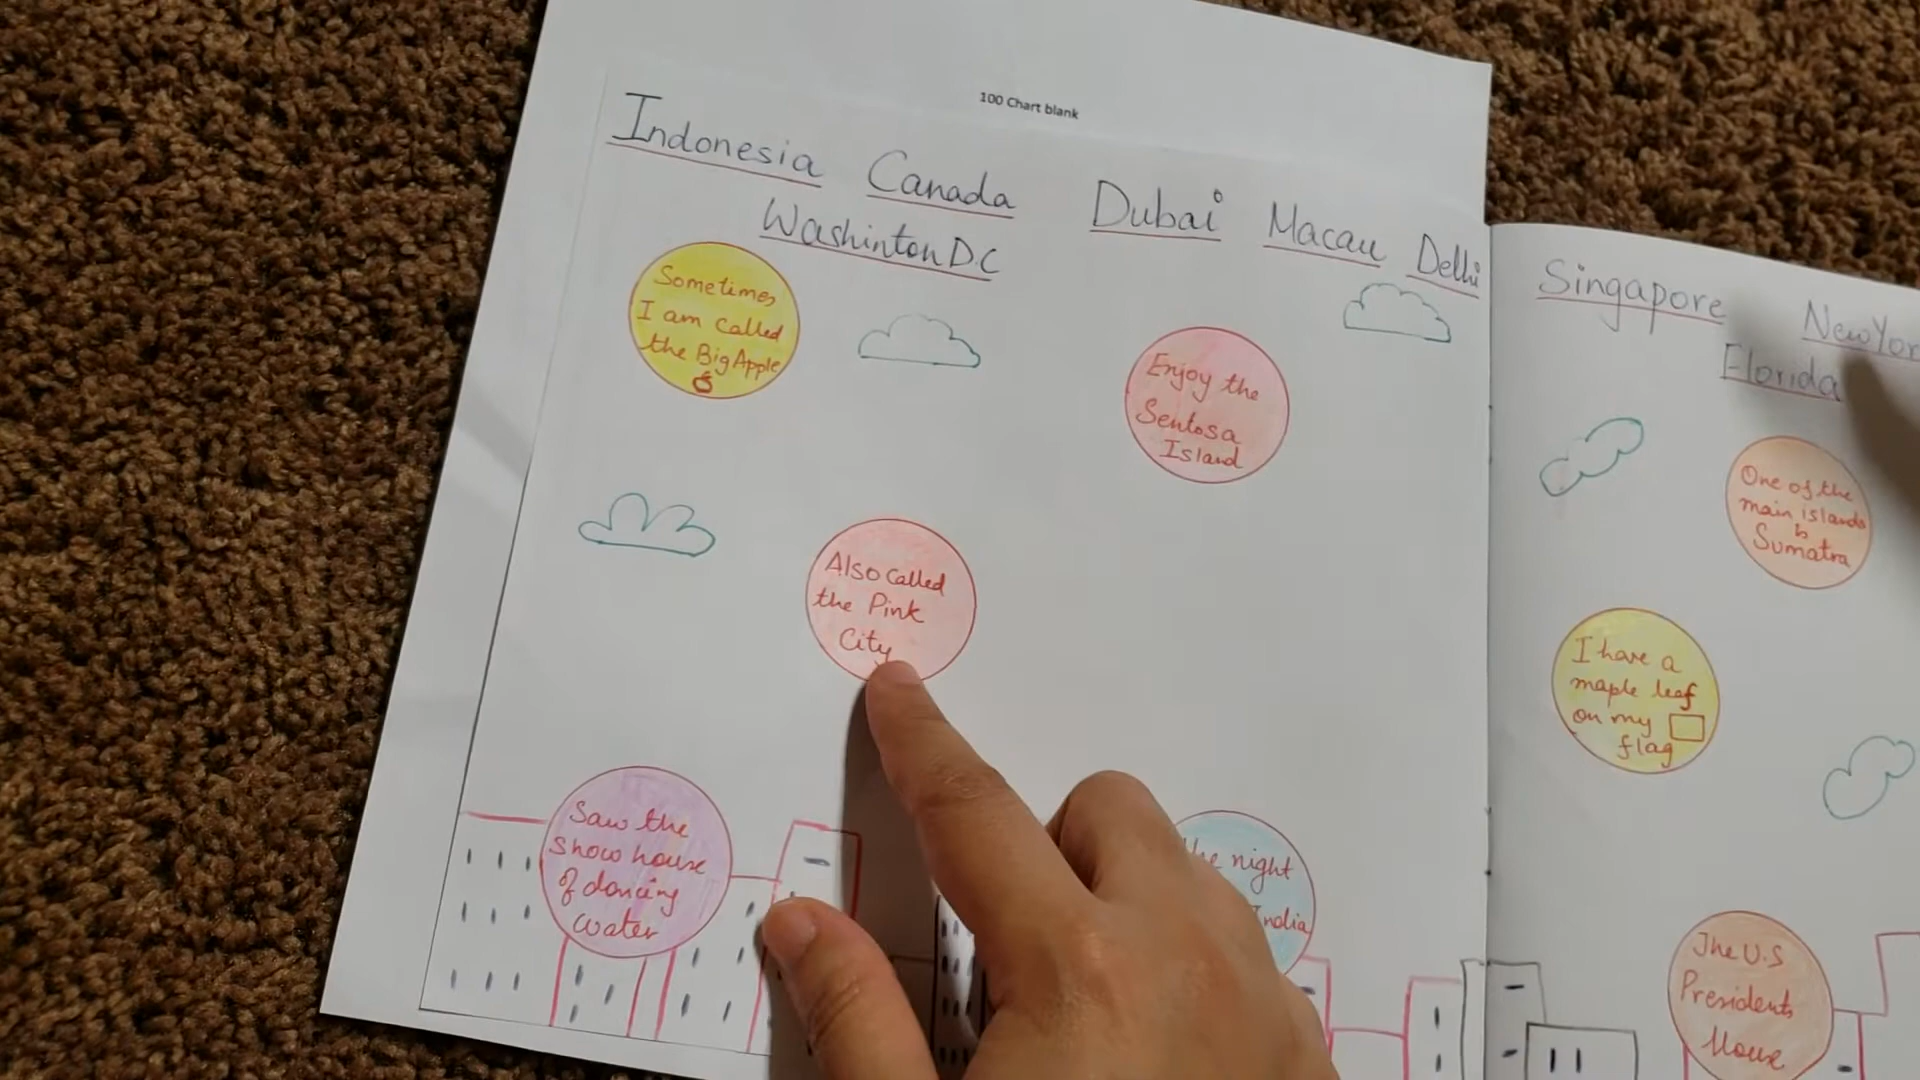 100 Chart blank
Indonesia Canada Dubai Macau Delhi
Washinton D.C
Singapore
Florida
Sometimes
I am called
the Big Apple
Enjoy the
Sentosa
Island
Also called
the Pink
City
Saw the
show house
of dancing
water
the night
India
One of the
main islands
is
Sumatra
I have a
maple leaf
on my
flag
The U.S
Presidents
House